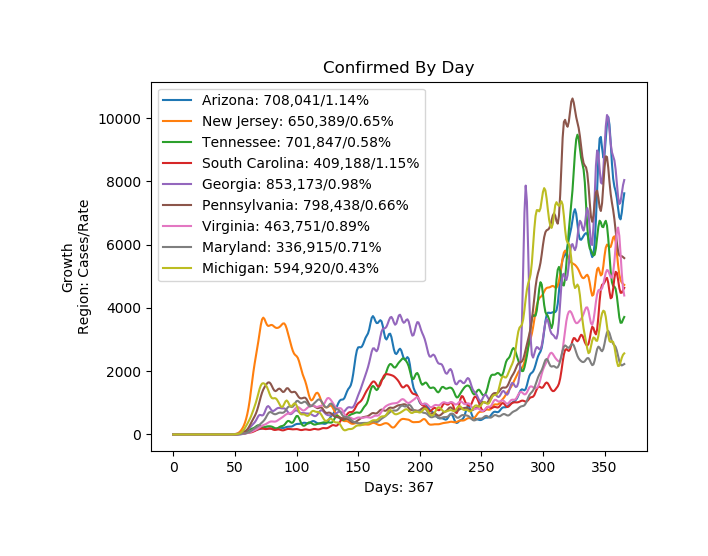 Confirmed By Day
Growth
Region: Cases/Rate
10000
8000
6000
4000
2000
0
Arizona: 708,041/1.14%
New Jersey: 650,389/0.65%
Tennessee: 701,847/0.58%
South Carolina: 409,188/1.15%
Georgia: 853,173/0.98%
Pennsylvania: 798,438/0.66%
Virginia: 463,751/0.89%
Maryland: 336,915/0.71%
Michigan: 594,920/0.43%
0 50 100 150 200 250 300 350
Days: 367